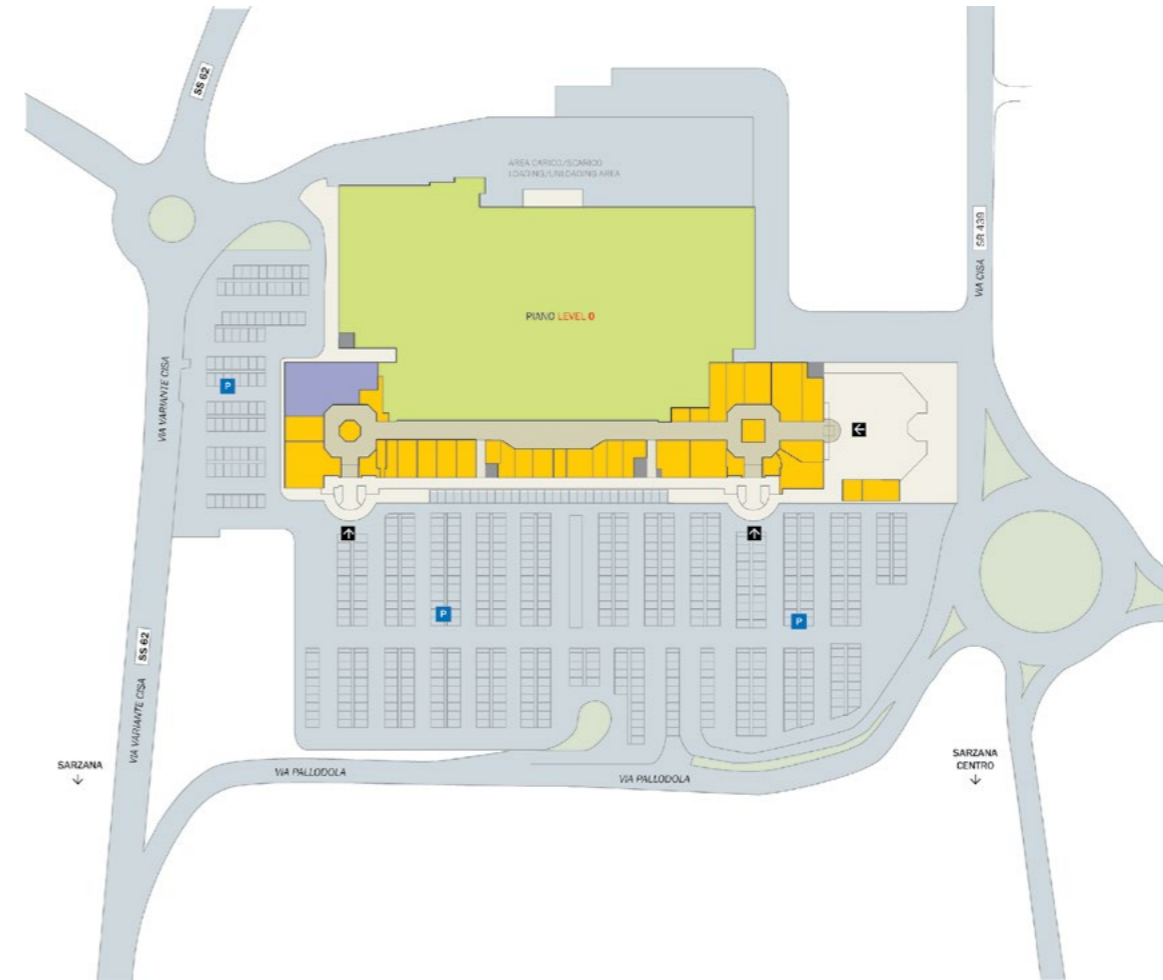 SS 62
AREA CARICO/SCARICO
LOADING/UNLOADING AREA
SR 439
VIA CISA
PIANO LEVEL 0
VIA VARIANTE CISA
P
P
P
SS 62
VIA VARIANTE CISA
SARZANA
VIA PALLODOLA
VIA PALLODOLA
SARZANA
CENTRO